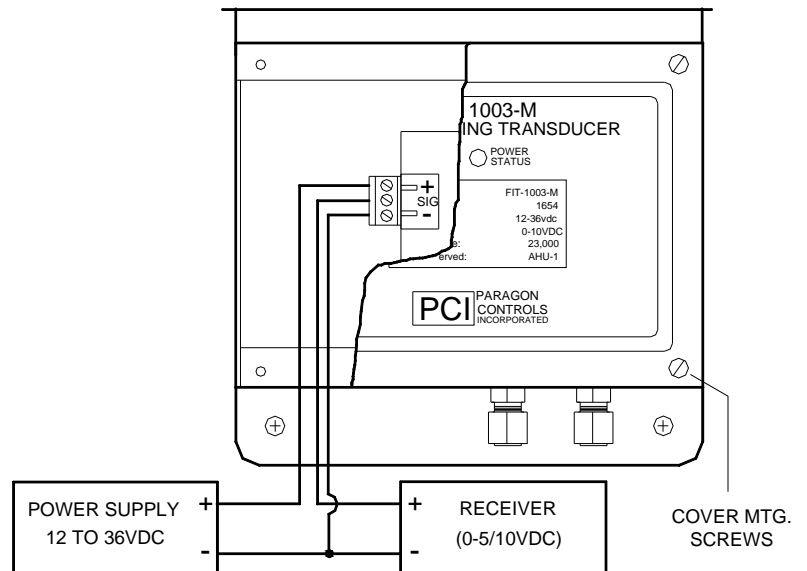 1003-M
ING TRANSDUCER
POWER
STATUS
+
SIG
-
FIT-1003-M
1654
12-36vdc
0-10VDC
e: 23,000
erved: AHU-1
PCI
PARAGON
CONTROLS
INCORPORATED
POWER SUPPLY +
12 TO 36VDC
-
+ RECEIVER
(0-5/10VDC)
-
COVER MTG.
SCREWS